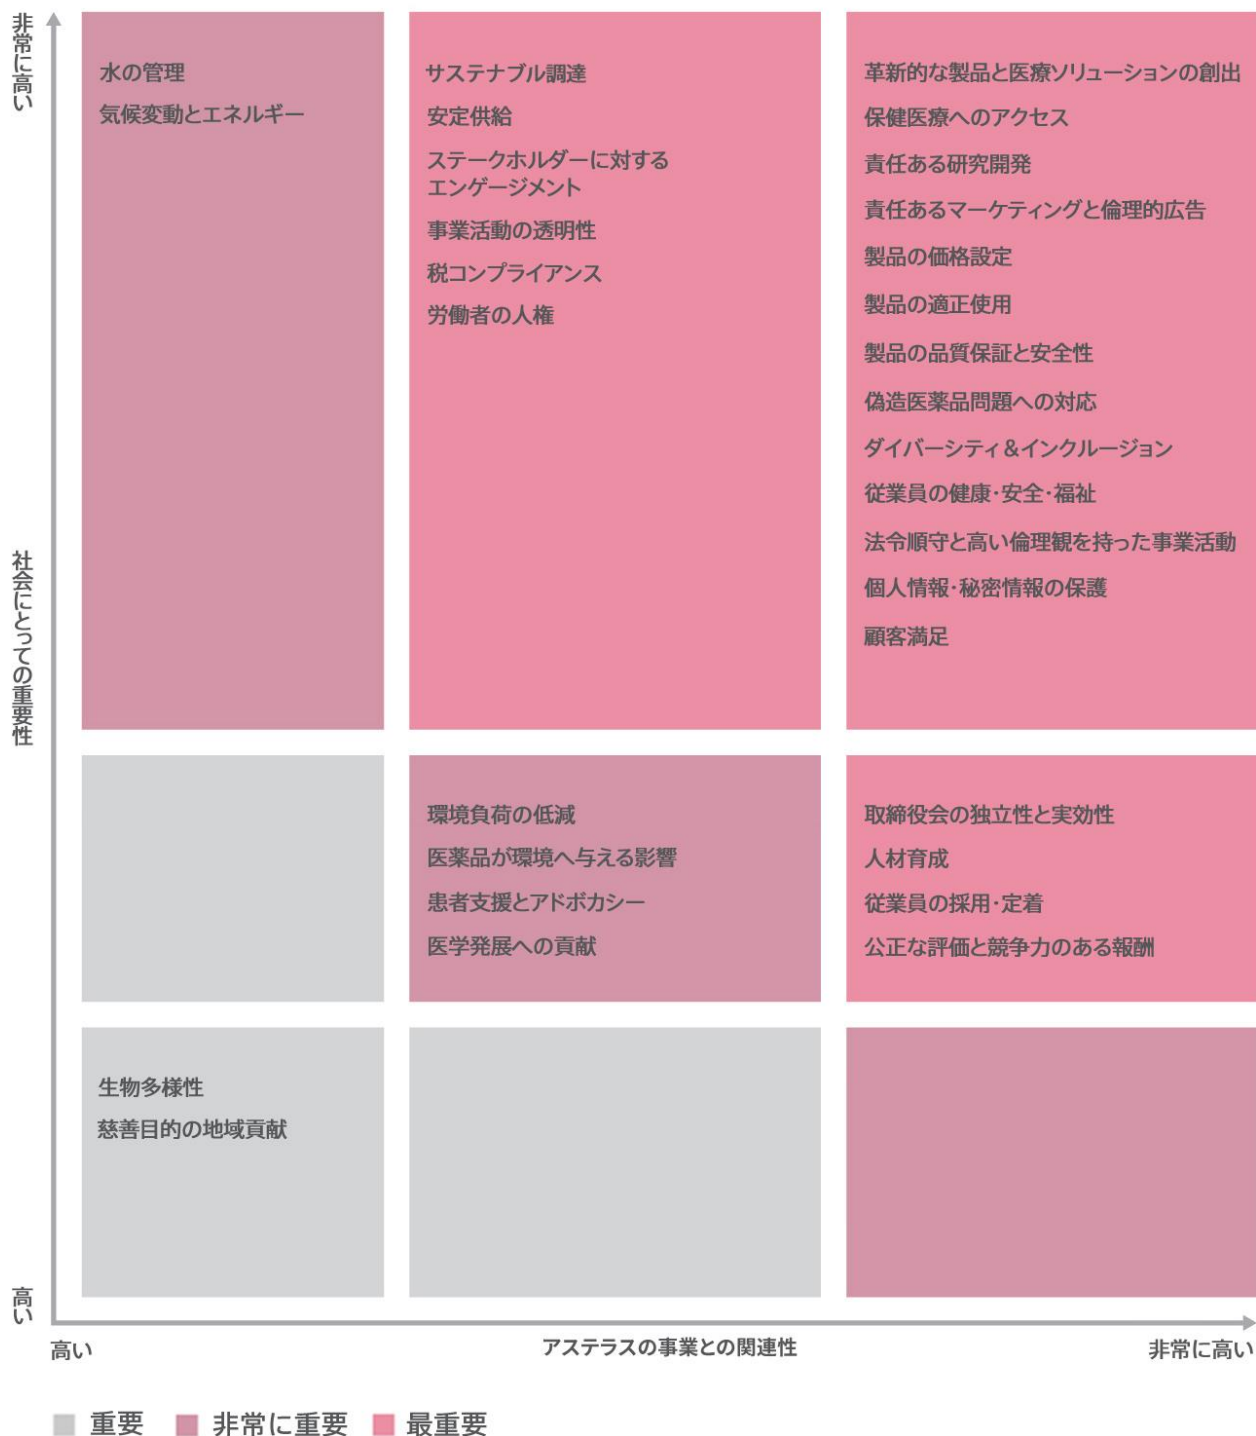 非常に高い
水の管理
気候変動とエネルギー
サステナブル調達
安定供給
ステークホルダーに対する
エンゲージメント
事業活動の透明性
税コンプライアンス
労働者の人権
革新的な製品と医療ソリューションの創出
保健医療へのアクセス
責任ある研究開発
責任あるマーケティングと倫理的広告
製品の価格設定
製品の適正使用
製品の品質保証と安全性
偽造医薬品問題への対応
ダイバーシティ&インクルージョン
従業員の健康・安全・福祉
法令順守と高い倫理観を持った事業活動
個人情報・秘密情報の保護
顧客満足
社会にとっての重要性
環境負荷の低減
医薬品が環境へ与える影響
患者支援とアドボカシー
医学発展への貢献
取締役会の独立性と実効性
人材育成
従業員の採用・定着
公正な評価と競争力のある報酬
生物多様性
慈善目的の地域貢献
高い
高い
アステラスの事業との関連性
非常に高い
重要
非常に重要
最重要